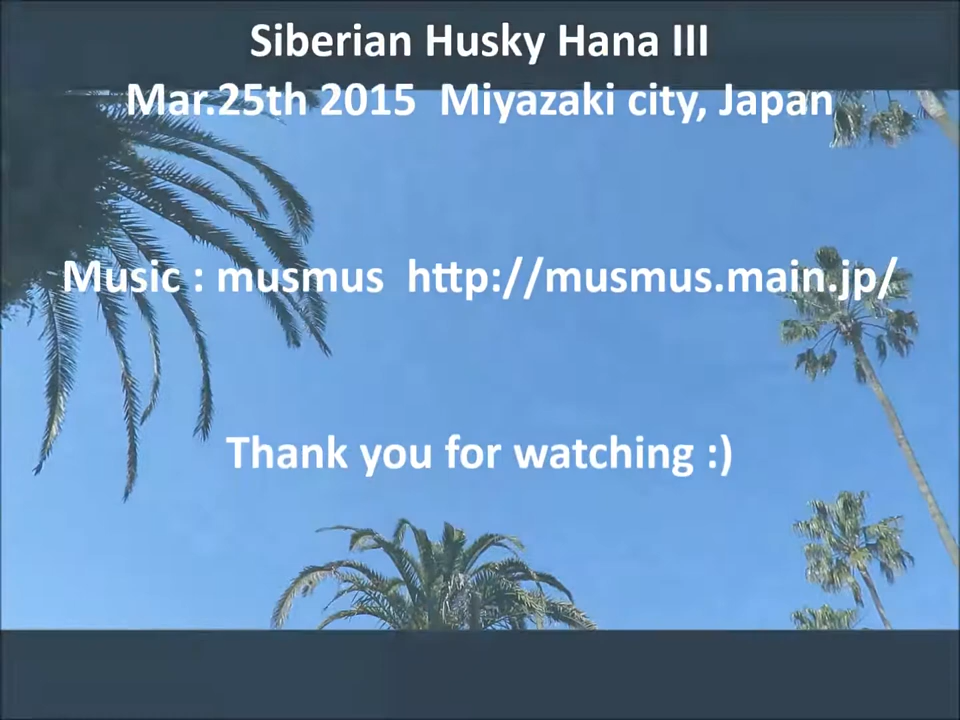 Siberian Husky Hana III
Mar.25th 2015 Miyazaki city, Japan
Music : musmus http://musmus.main.jp/
Thank you for watching :)